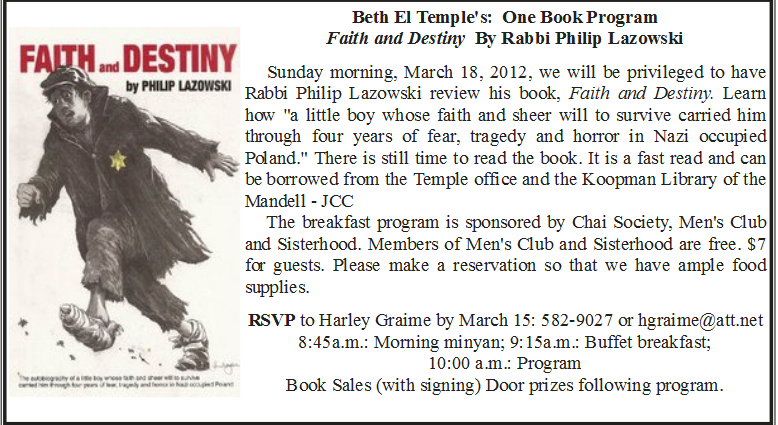 Beth El Temple's: One Book Program
Faith and Destiny By Rabbi Philip Lazowski
FAITH and DESTINY
by PHILIP LAZOWSKI
The autobiography of a little boy whose faith and sheer will to survive
carried him through four years of fear, tragedy and horror in Nazi occupied Poland
Sunday morning, March 18, 2012, we will be privileged to have
Rabbi Philip Lazowski review his book, Faith and Destiny. Learn
how "a little boy whose faith and sheer will to survive carried him
through four years of fear, tragedy and horror in Nazi occupied
Poland." There is still time to read the book. It is a fast read and can
be borrowed from the Temple office and the Koopman Library of the
Mandell - JCC
The breakfast program is sponsored by Chai Society, Men's Club
and Sisterhood. Members of Men's Club and Sisterhood are free. $7
for guests. Please make a reservation so that we have ample food
supplies.
RSVP to Harley Graime by March 15: 582-9027 or hgraime@att.net
8:45a.m.: Morning minyan; 9:15a.m.: Buffet breakfast;
10:00 a.m.: Program
Book Sales (with signing) Door prizes following program.